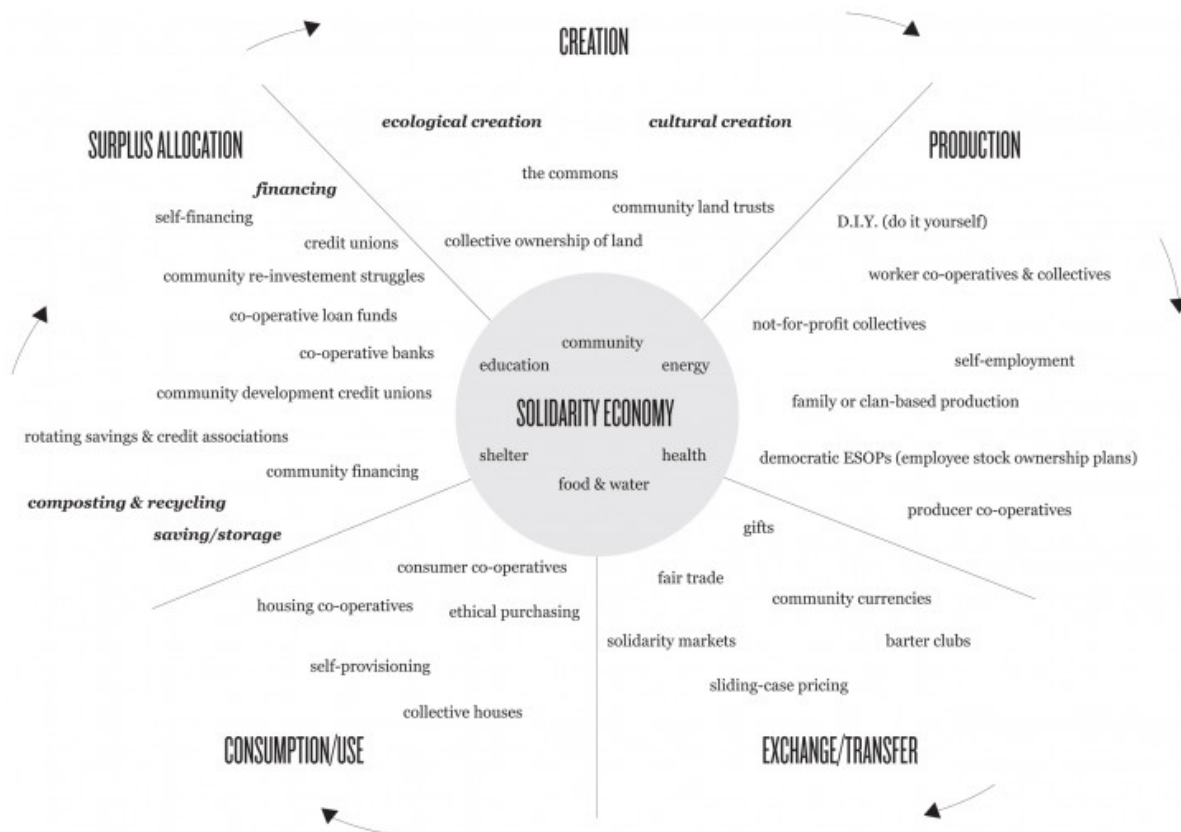 CREATION
ecological creation
cultural creation
the commons
community land trusts
collective ownership of land
PRODUCTION
D.I.Y. (do it yourself)
worker co-operatives & collectives
not-for-profit collectives
self-employment
family or clan-based production
democratic ESOPs (employee stock ownership plans)
producer co-operatives
EXCHANGE/TRANSFER
gifts
fair trade
community currencies
solidarity markets
barter clubs
sliding-case pricing
CONSUMPTION/USE
consumer co-operatives
housing co-operatives
ethical purchasing
self-provisioning
collective houses
SURPLUS ALLOCATION
financing
self-financing
credit unions
community re-investement struggles
co-operative loan funds
co-operative banks
community development credit unions
rotating savings & credit associations
community financing
composting & recycling
saving/storage
SOLIDARITY ECONOMY
community
education
energy
shelter
health
food & water